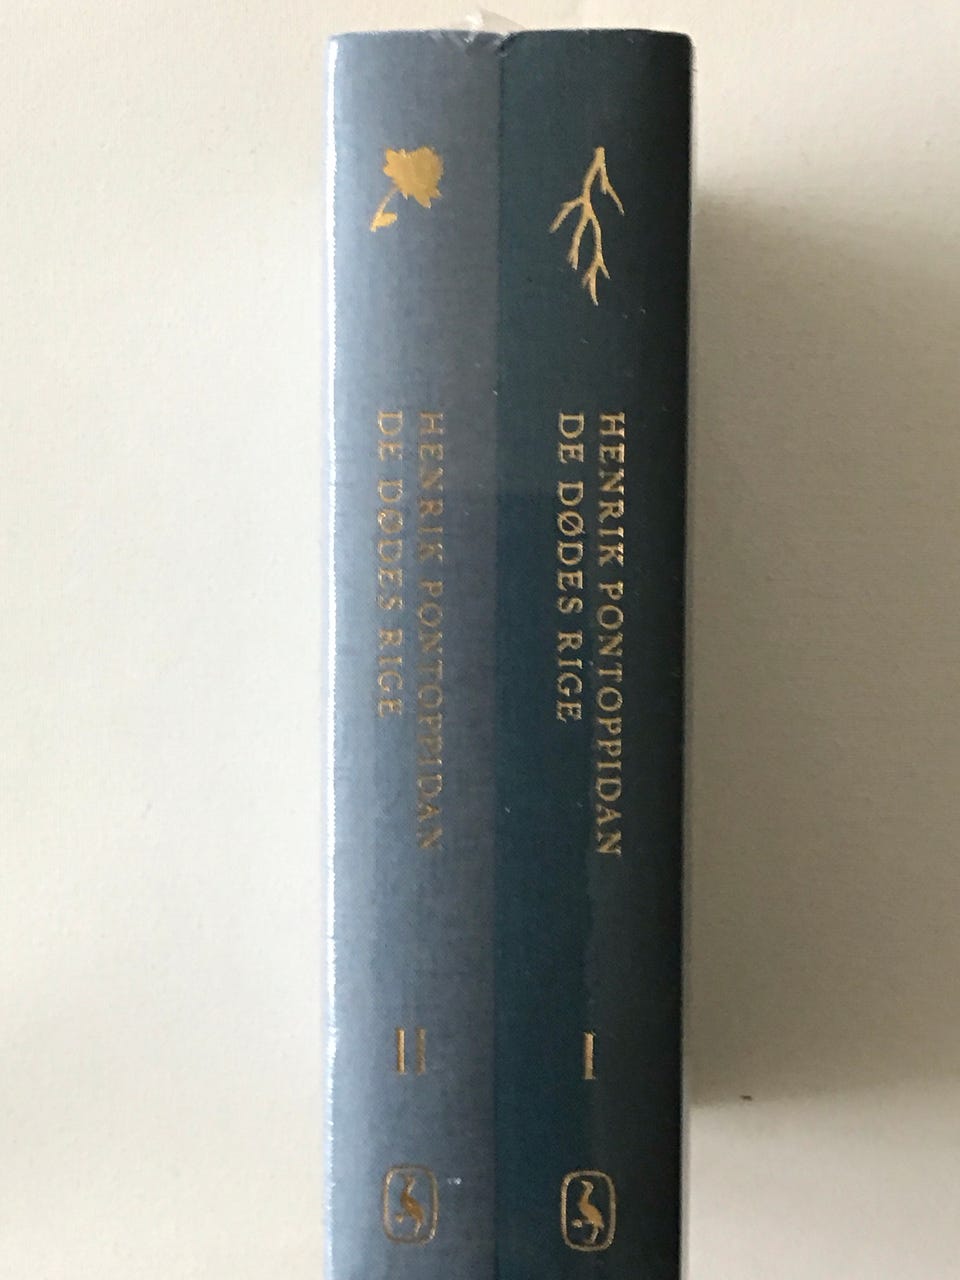 HENRIK PONTOPPIDAN
DE DØDES RIGE
II
HENRIK PONTOPPIDAN
DE DØDES RIGE
I